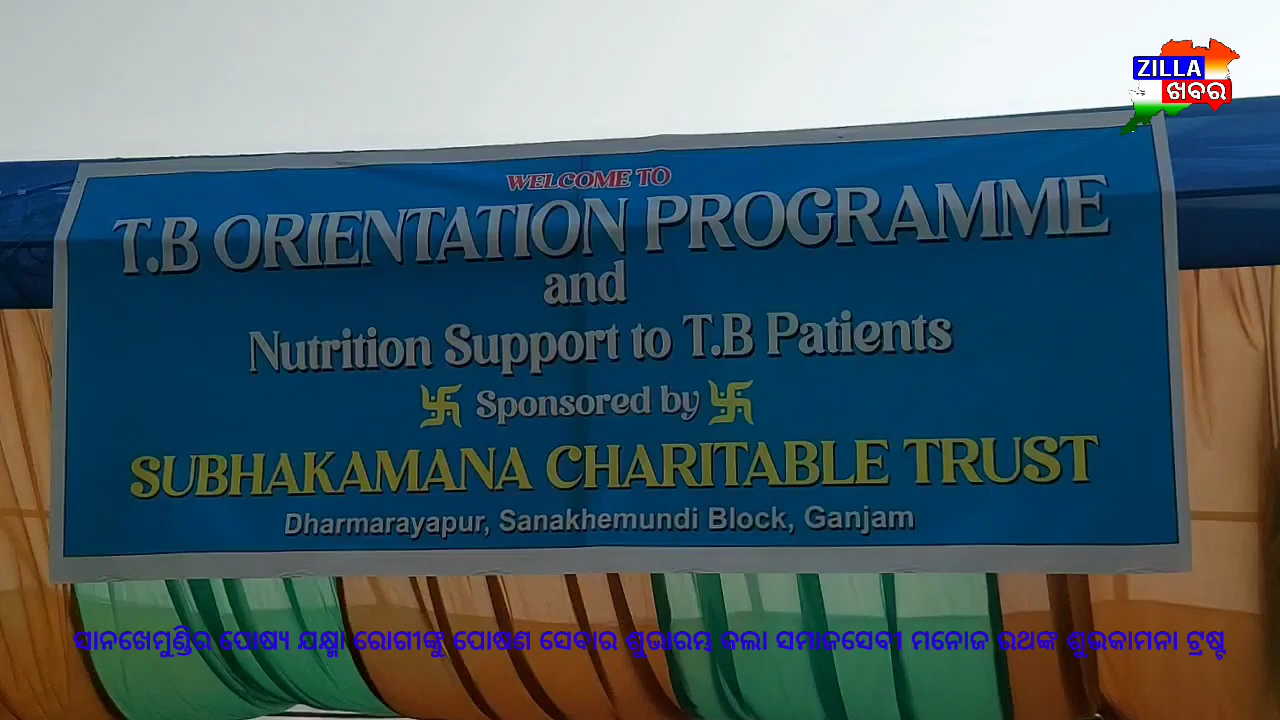 ZILLA
ଖବର
WELCOME TO
T.B ORIENTATION PROGRAMME
and
Nutrition Support to T.B Patients
Sponsored by
SUBHAKAMANA CHARITABLE TRUST
Dharmarayapur, Sanakhemundi Block, Ganjam
ସାନଖେମୁଣ୍ଡିର ପୋଷ୍ୟ ଯକ୍ଷ୍ମା ରୋଗୀଙ୍କୁ ପୋଷଣ ସେବାର ଶୁଭାରମ୍ଭ କଲା ସମାଜସେବୀ ମନୋଜ ରଥଙ୍କ ଶୁଭକାମନା ଟ୍ରଷ୍ଟ